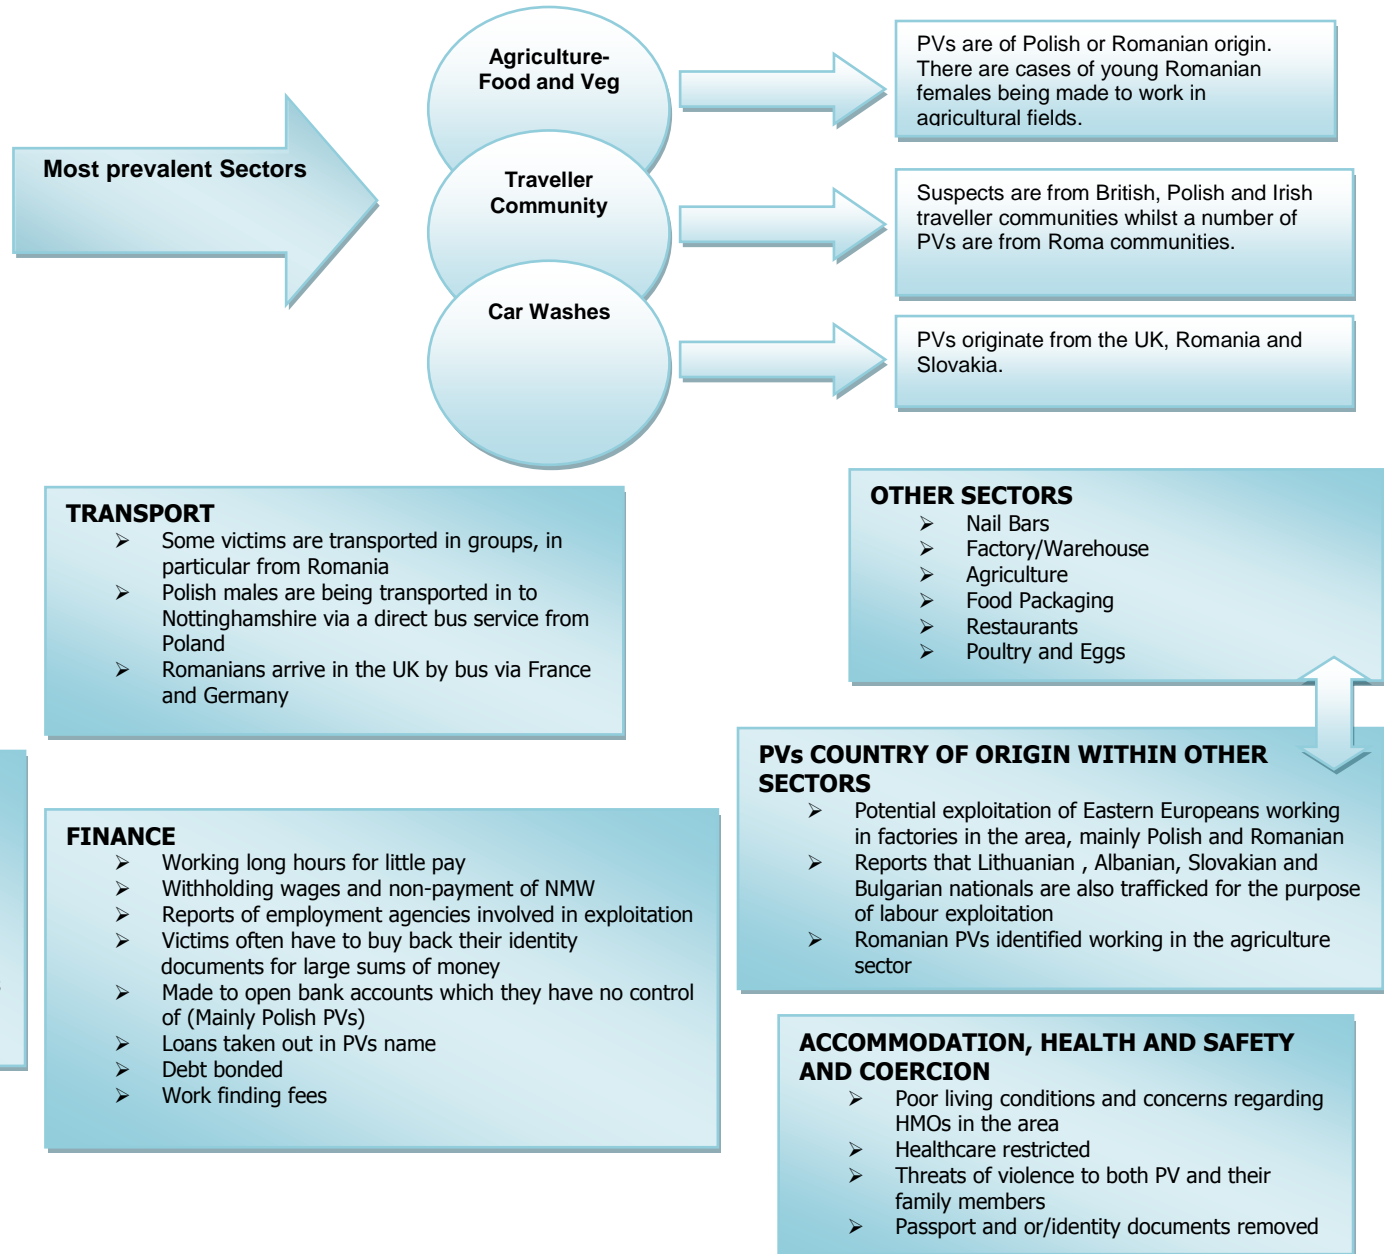 Most prevalent Sectors
Agriculture-
Food and Veg
PVs are of Polish or Romanian origin.
There are cases of young Romanian
females being made to work in
agricultural fields.
Traveller
Community
Suspects are from British, Polish and Irish
traveller communities whilst a number of
PVs are from Roma communities.
Car Washes
PVs originate from the UK, Romania and
Slovakia.
TRANSPORT
➢ Some victims are transported in groups, in
particular from Romania
➢ Polish males are being transported in to
Nottinghamshire via a direct bus service from
Poland
➢ Romanians arrive in the UK by bus via France
and Germany
OTHER SECTORS
➢ Nail Bars
➢ Factory/Warehouse
➢ Agriculture
➢ Food Packaging
➢ Restaurants
➢ Poultry and Eggs
FINANCE
➢ Working long hours for little pay
➢ Withholding wages and non-payment of NMW
➢ Reports of employment agencies involved in exploitation
➢ Victims often have to buy back their identity
documents for large sums of money
➢ Made to open bank accounts which they have no control
of (Mainly Polish PVs)
➢ Loans taken out in PVs name
➢ Debt bonded
➢ Work finding fees
PVs COUNTRY OF ORIGIN WITHIN OTHER
SECTORS
➢ Potential exploitation of Eastern Europeans working
in factories in the area, mainly Polish and Romanian
➢ Reports that Lithuanian , Albanian, Slovakian and
Bulgarian nationals are also trafficked for the purpose
of labour exploitation
➢ Romanian PVs identified working in the agriculture
sector
ACCOMMODATION, HEALTH AND SAFETY
AND COERCION
➢ Poor living conditions and concerns regarding
HMOs in the area
➢ Healthcare restricted
➢ Threats of violence to both PV and their
family members
➢ Passport and or/identity documents removed